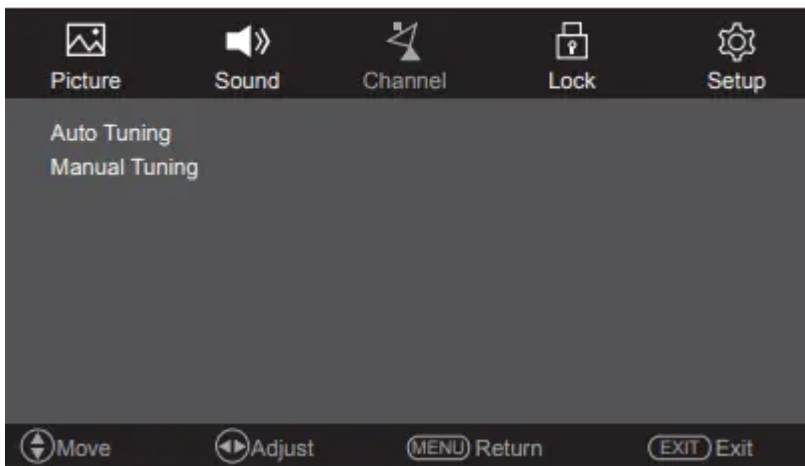 Picture Sound Channel Lock Setup
Auto Tuning
Manual Tuning
Move Adjust MENU Return EXIT Exit